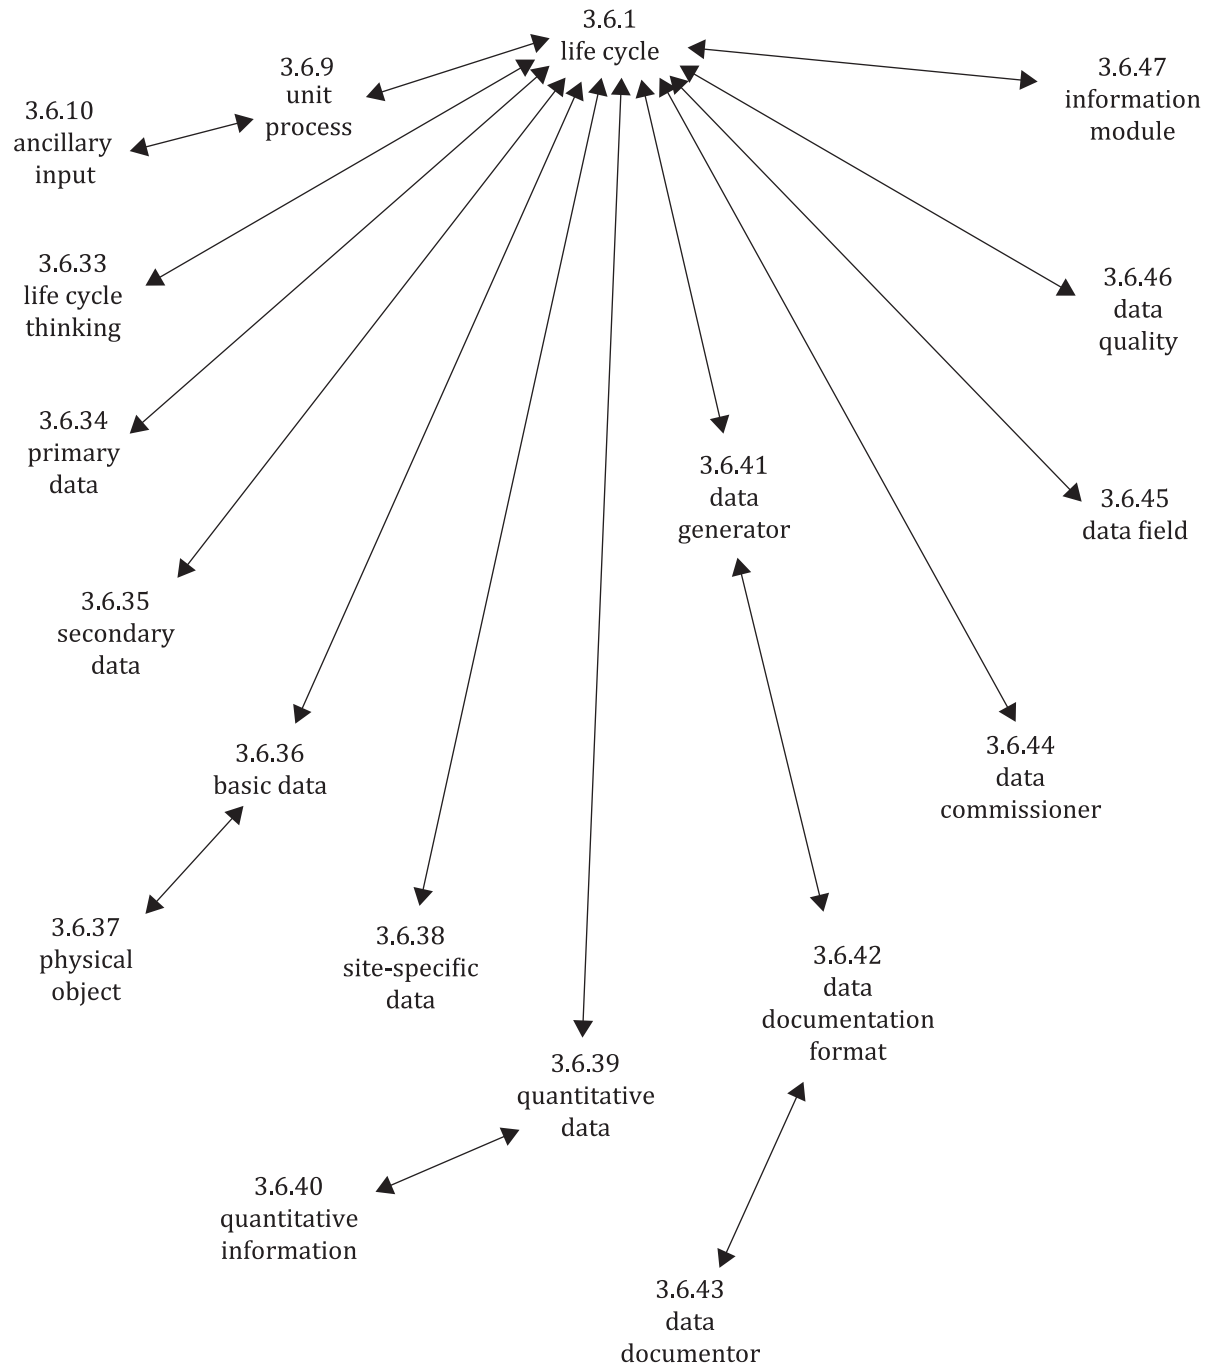 3.6.1
life cycle
3.6.9
unit
process
3.6.47
information
module
3.6.10
ancillary
input
3.6.33
life cycle
thinking
3.6.46
data
quality
3.6.34
primary
data
3.6.41
data
generator
3.6.45
data field
3.6.35
secondary
data
3.6.36
basic data
3.6.44
data
commissioner
3.6.37
physical
object
3.6.38
site-specific
data
3.6.42
data
documentation
format
3.6.39
quantitative
data
3.6.40
quantitative
information
3.6.43
data
documentor